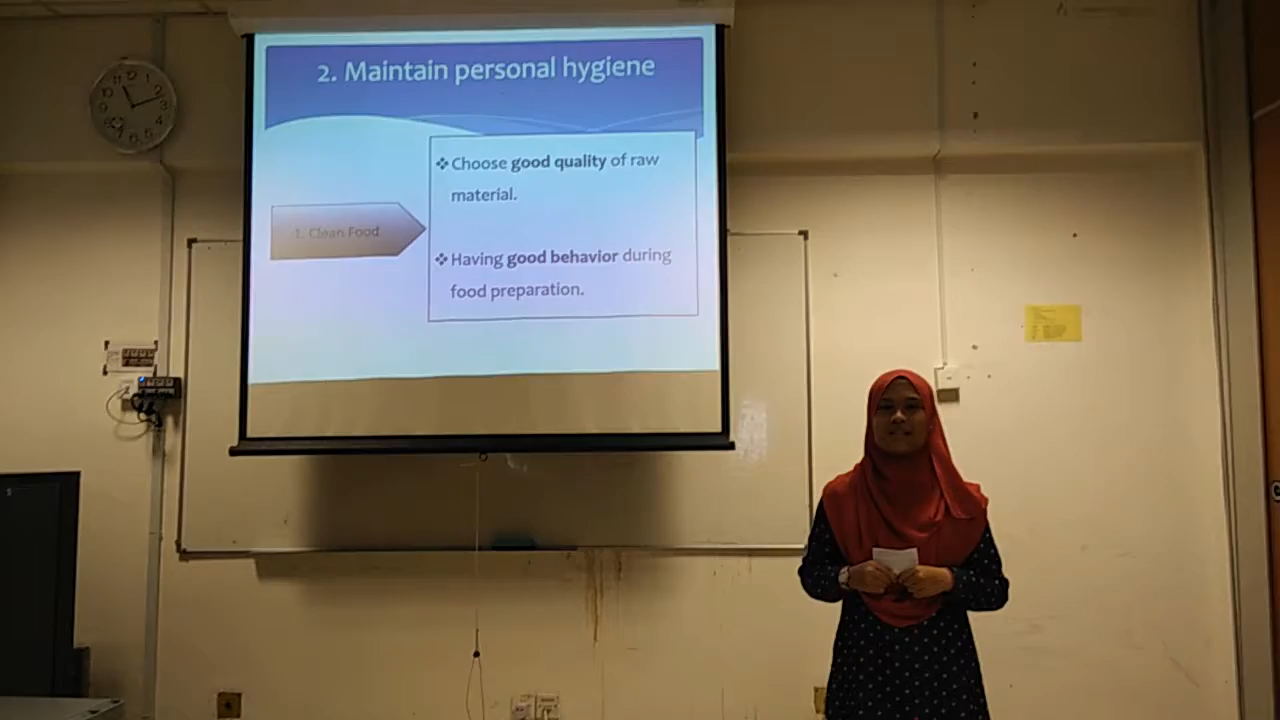 2. Maintain personal hygiene
❖Choose good quality of raw
material.
1. Clean Food
❖Having good behavior during
food preparation.